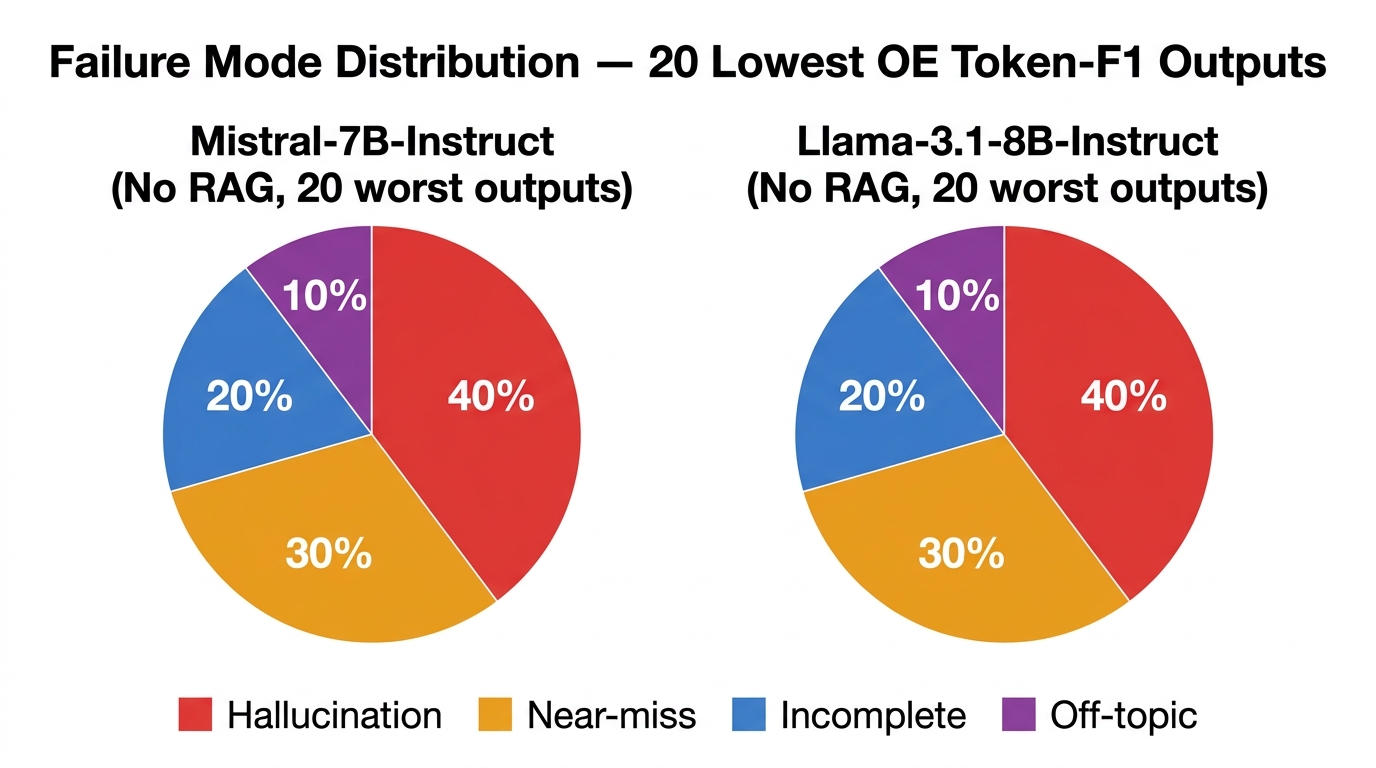 Failure Mode Distribution — 20 Lowest OE Token-F1 Outputs
Mistral-7B-Instruct
(No RAG, 20 worst outputs)
10%
20%
40%
30%
Llama-3.1-8B-Instruct
(No RAG, 20 worst outputs)
10%
20%
40%
30%
Hallucination
Near-miss
Incomplete
Off-topic